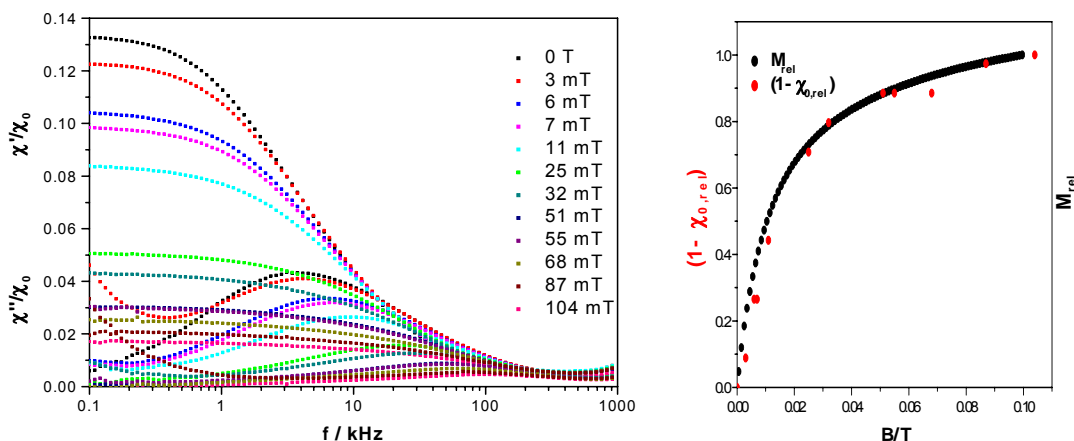 0.14
0.12
0.10
0.08
0.06
0.04
0.02
0.00
χ'/χ₀
χ''/χ₀
0.1
1
10
100
1000
f / kHz
0 T
3 mT
6 mT
7 mT
11 mT
25 mT
32 mT
51 mT
55 mT
68 mT
87 mT
104 mT
1.0
0.8
0.6
0.4
0.2
0.0
(1- χ₀,rel)
M_rel
(1- χ₀,rel)
0.00
0.02
0.04
0.06
0.08
0.10
B/T
M_rel